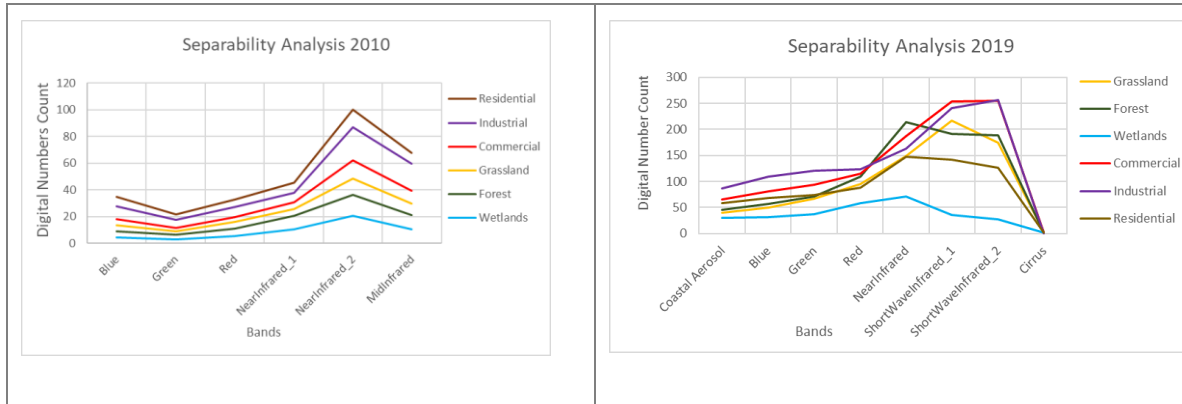 Separability Analysis 2010
Digital Numbers Count
120
100
80
60
40
20
0
Blue
Green
Red
NearInfrared_1
NearInfrared_2
MidInfrared
Bands
Residential
Industrial
Commercial
Grassland
Forest
Wetlands
Separability Analysis 2019
Digital Number Count
300
250
200
150
100
50
0
Coastal Aerosol
Blue
Green
Red
NearInfrared
ShortWaveInfrared_1
ShortWaveInfrared_2
Cirrus
Bands
Grassland
Forest
Wetlands
Commercial
Industrial
Residential